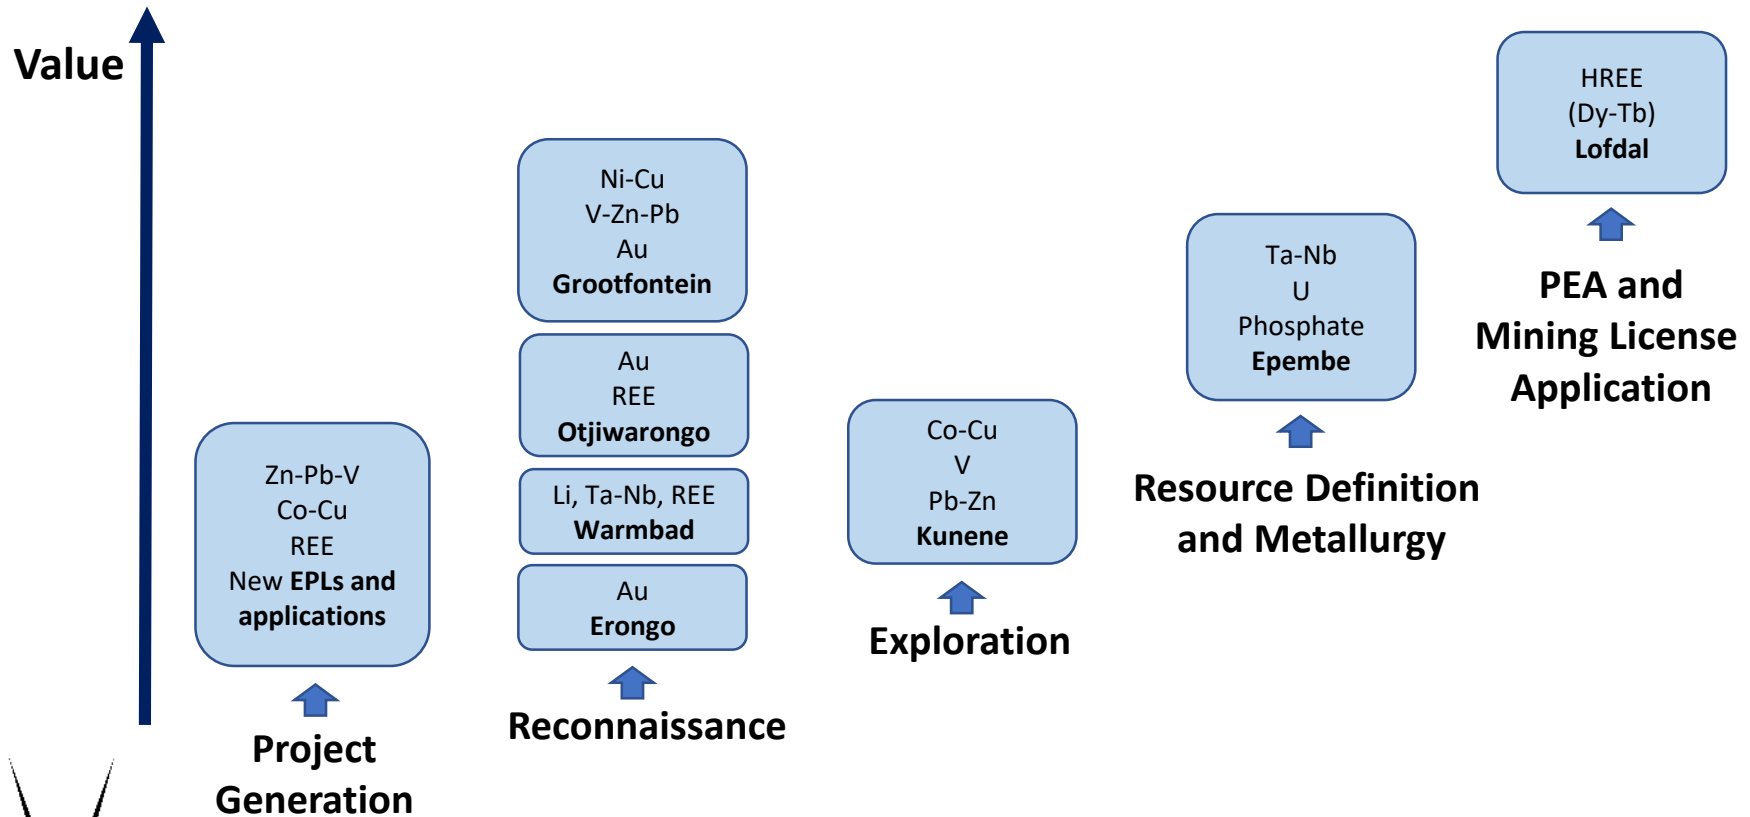 Value
Zn-Pb-V
Co-Cu
REE
New EPLs and
applications
Project
Generation
Ni-Cu
V-Zn-Pb
Au
Grootfontein
Au
REE
Otjiwarongo
Li, Ta-Nb, REE
Warmbad
Au
Erongo
Reconnaissance
Co-Cu
V
Pb-Zn
Kunene
Exploration
Ta-Nb
U
Phosphate
Epembe
Resource Definition
and Metallurgy
HREE
(Dy-Tb)
Lofdal
PEA and
Mining License
Application